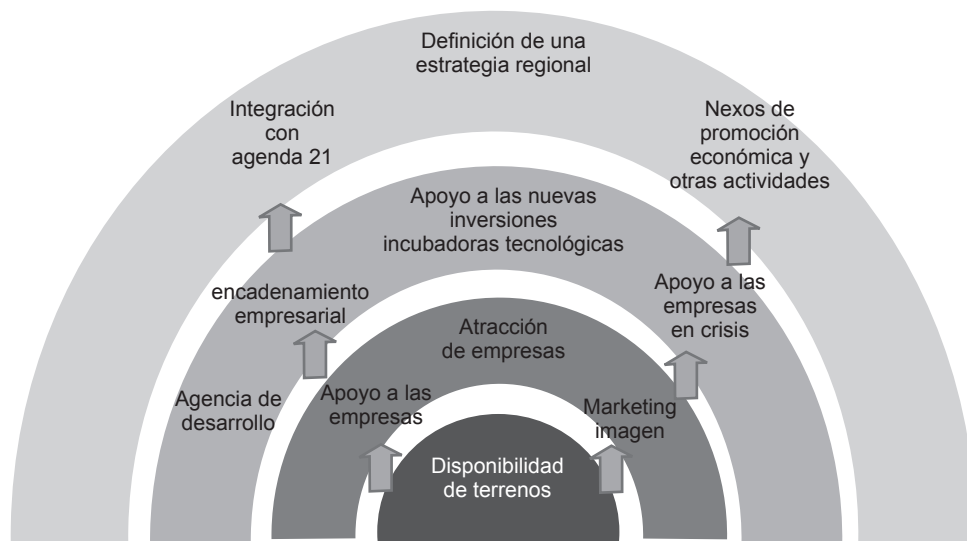 Definición de una
estrategia regional
Integración
con
agenda 21
Nexos de
promoción
económica y
otras actividades
Apoyo a las nuevas
inversiones
incubadoras tecnológicas
encadenamiento
empresarial
Apoyo a las
empresas
en crisis
Agencia de
desarrollo
Atracción
de empresas
Apoyo a las
empresas
Marketing
imagen
Disponibilidad
de terrenos